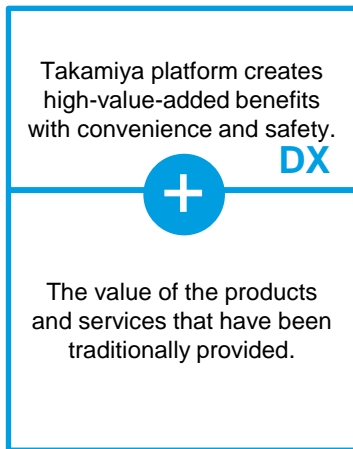 Takamiya platform creates
high-value-added benefits
with convenience and safety.
DX
+
The value of the products
and services that have been
traditionally provided.